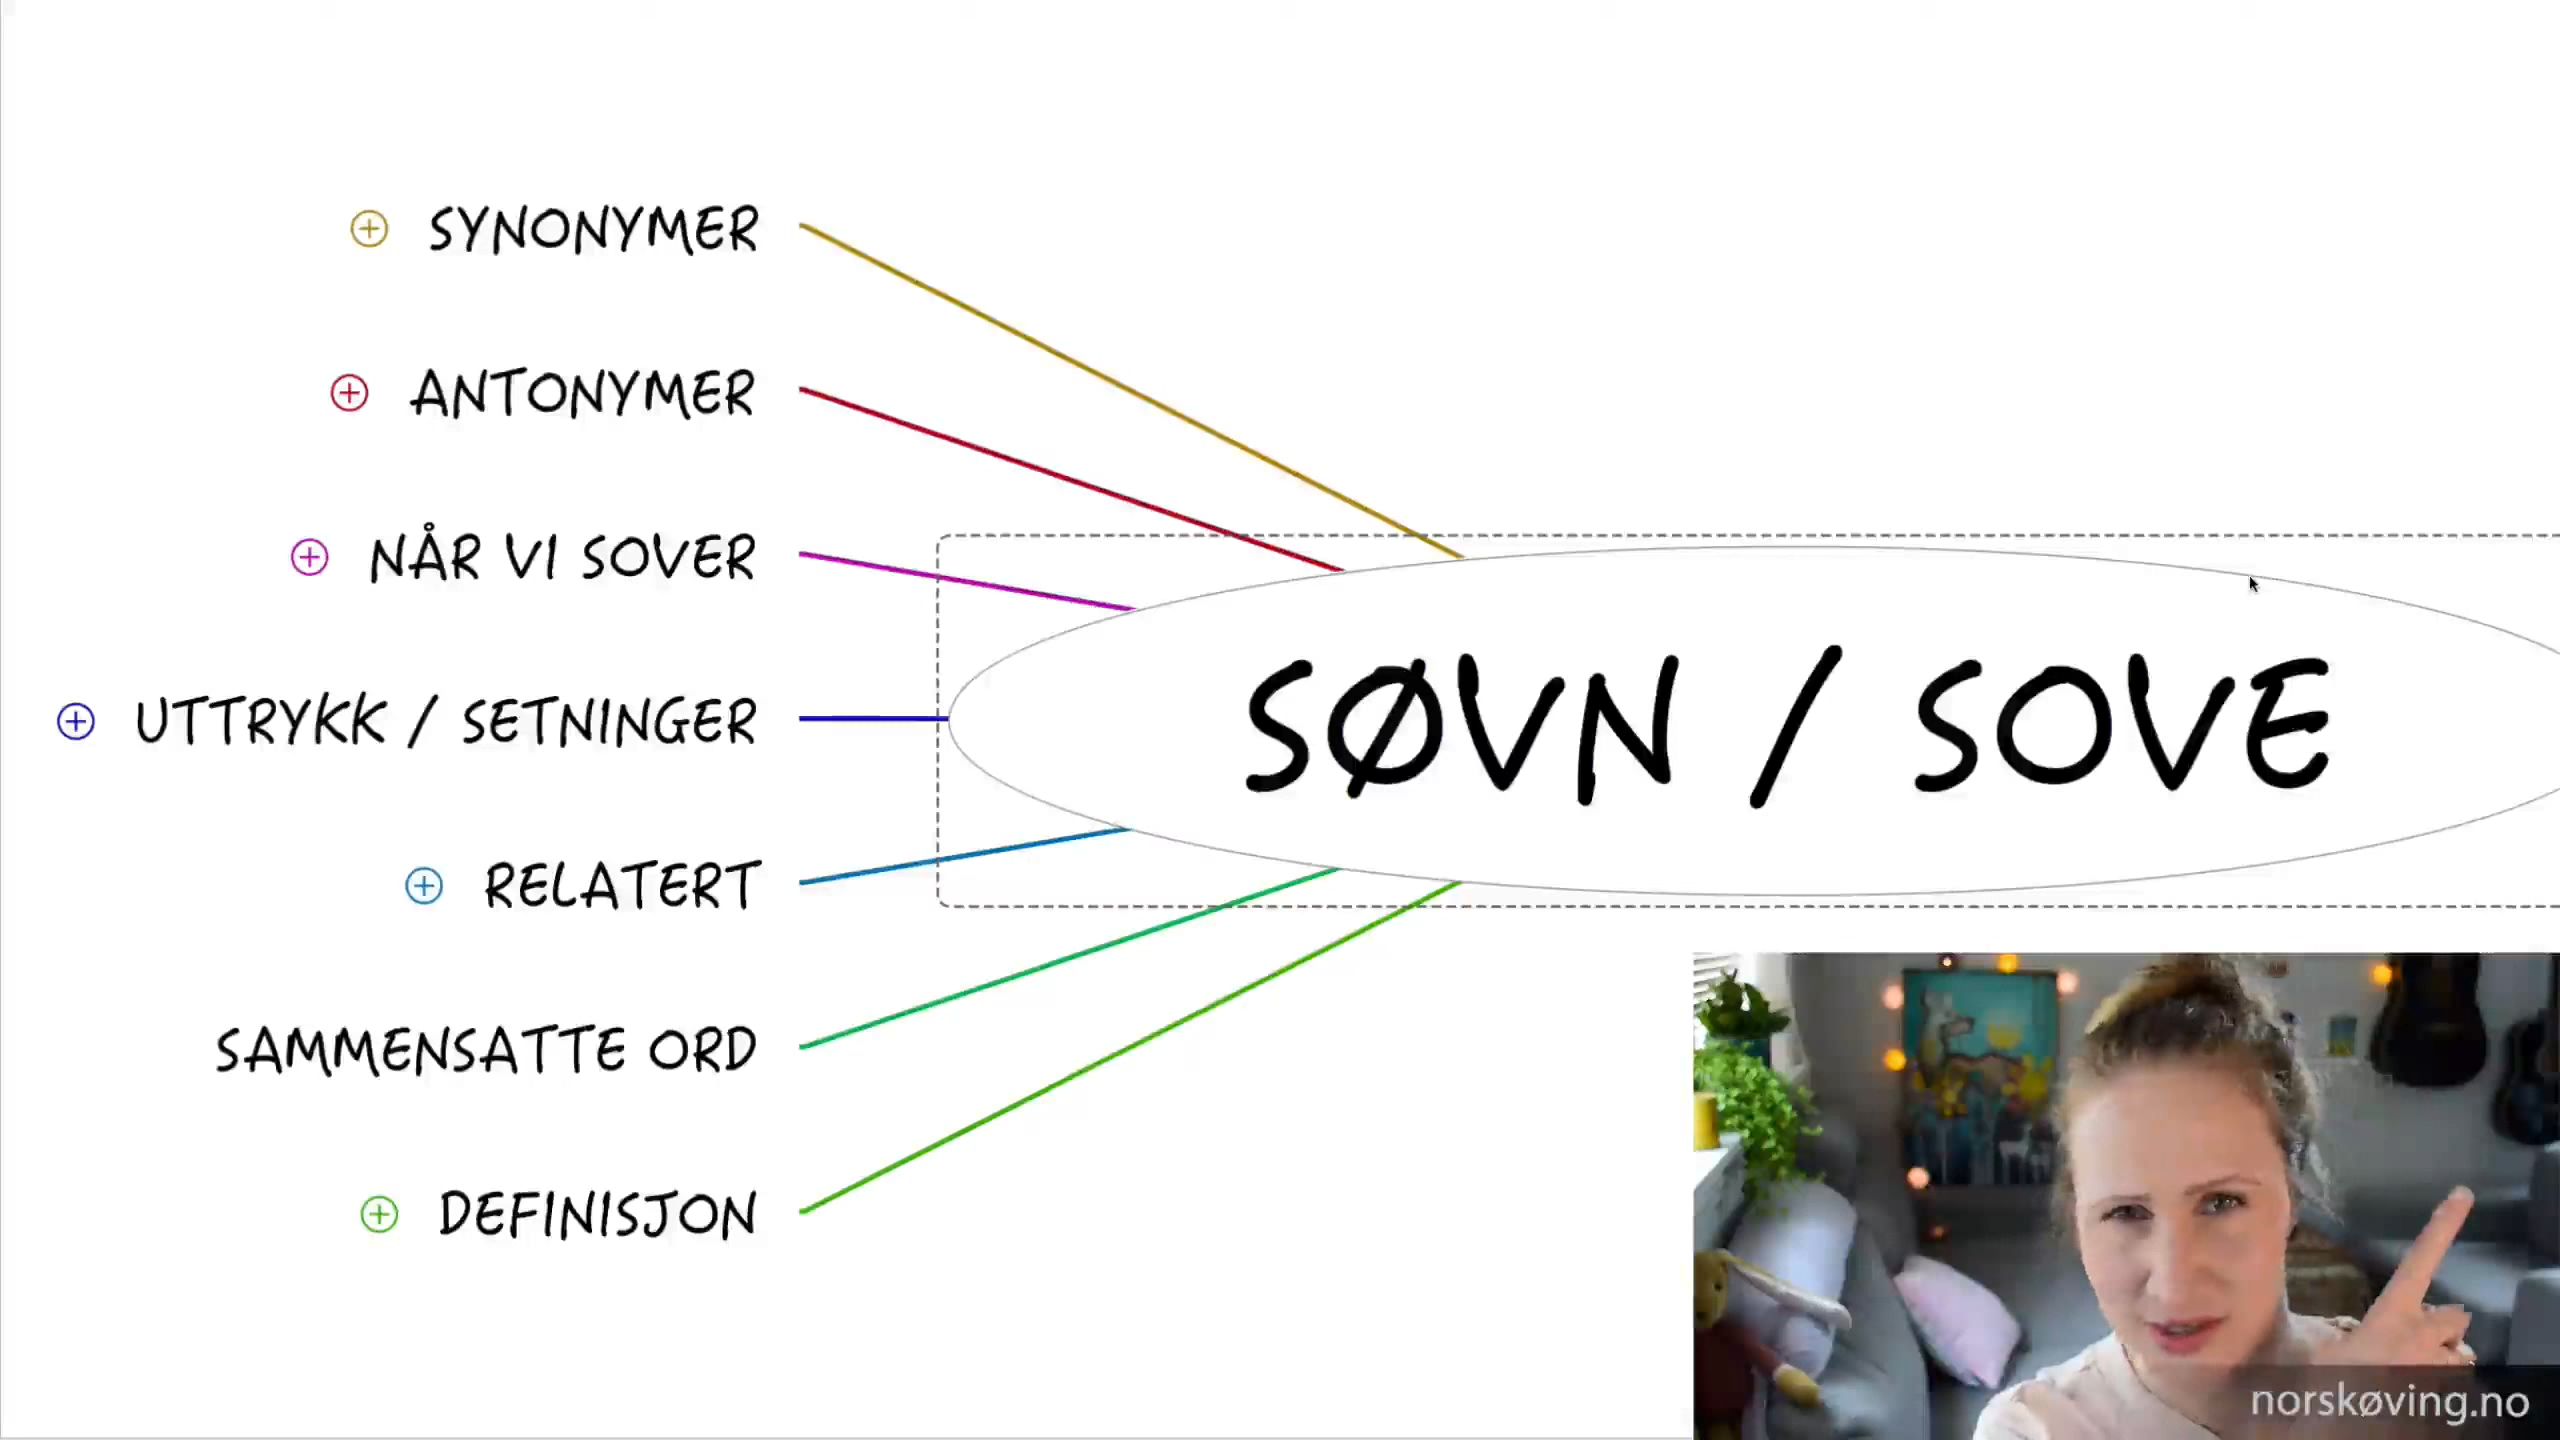 SYNONYMER
ANTONYMER
NÅR VI SOVER
UTTRYKK / SETNINGER
RELATERT
SAMMENSATTE ORD
DEFINISJON
SØVN / SOVE
norskøving.no